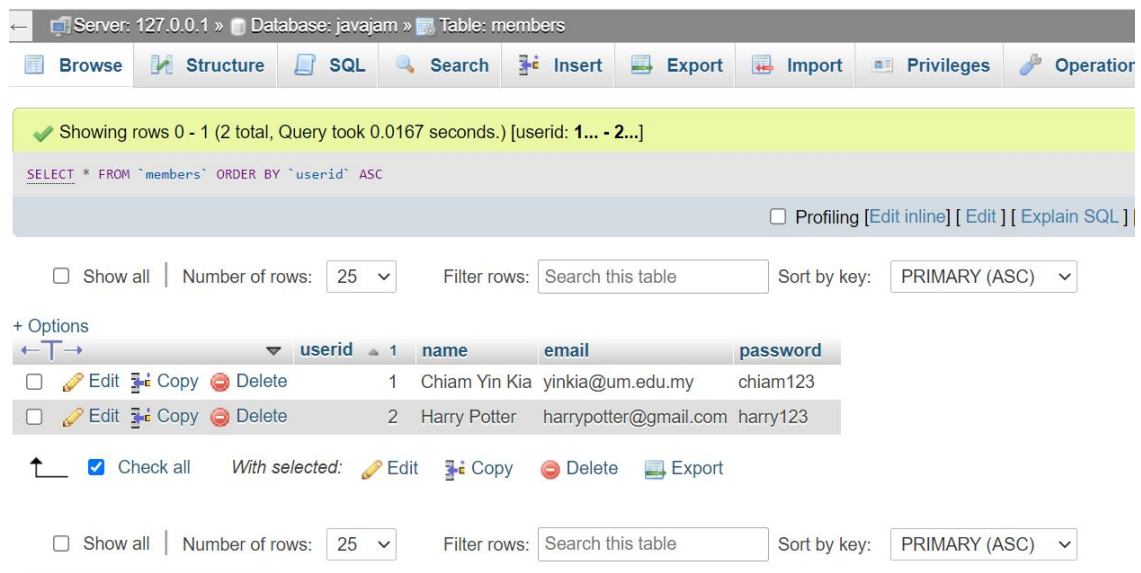 Server: 127.0.0.1 » Database: javajam » Table: members
Browse Structure SQL Search Insert Export Import Privileges Operation
Showing rows 0 - 1 (2 total, Query took 0.0167 seconds.) [userid: 1... - 2...]
SELECT * FROM `members` ORDER BY `userid` ASC
Profiling [Edit inline] [ Edit ] [ Explain SQL ] [
Show all | Number of rows: 25 Filter rows: Search this table Sort by key: PRIMARY (ASC)
+ Options
←T→ userid 1 name email password
Edit Copy Delete 1 Chiam Yin Kia yinkia@um.edu.my chiam123
Edit Copy Delete 2 Harry Potter harrypotter@gmail.com harry123
Check all With selected: Edit Copy Delete Export
Show all | Number of rows: 25 Filter rows: Search this table Sort by key: PRIMARY (ASC)